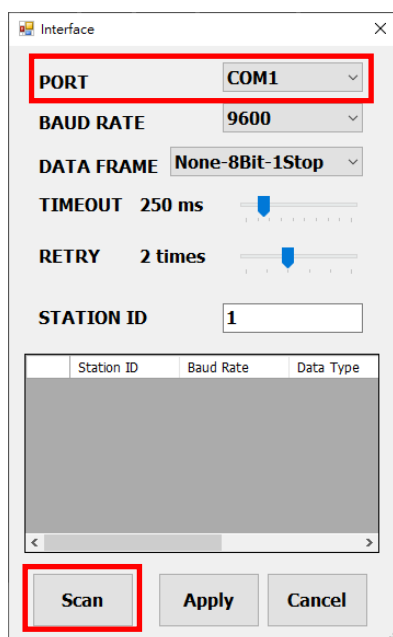 Interface
PORT COM1
BAUD RATE 9600
DATA FRAME None-8Bit-1Stop
TIMEOUT 250 ms
RETRY 2 times
STATION ID 1
Station ID Baud Rate Data Type
Scan Apply Cancel